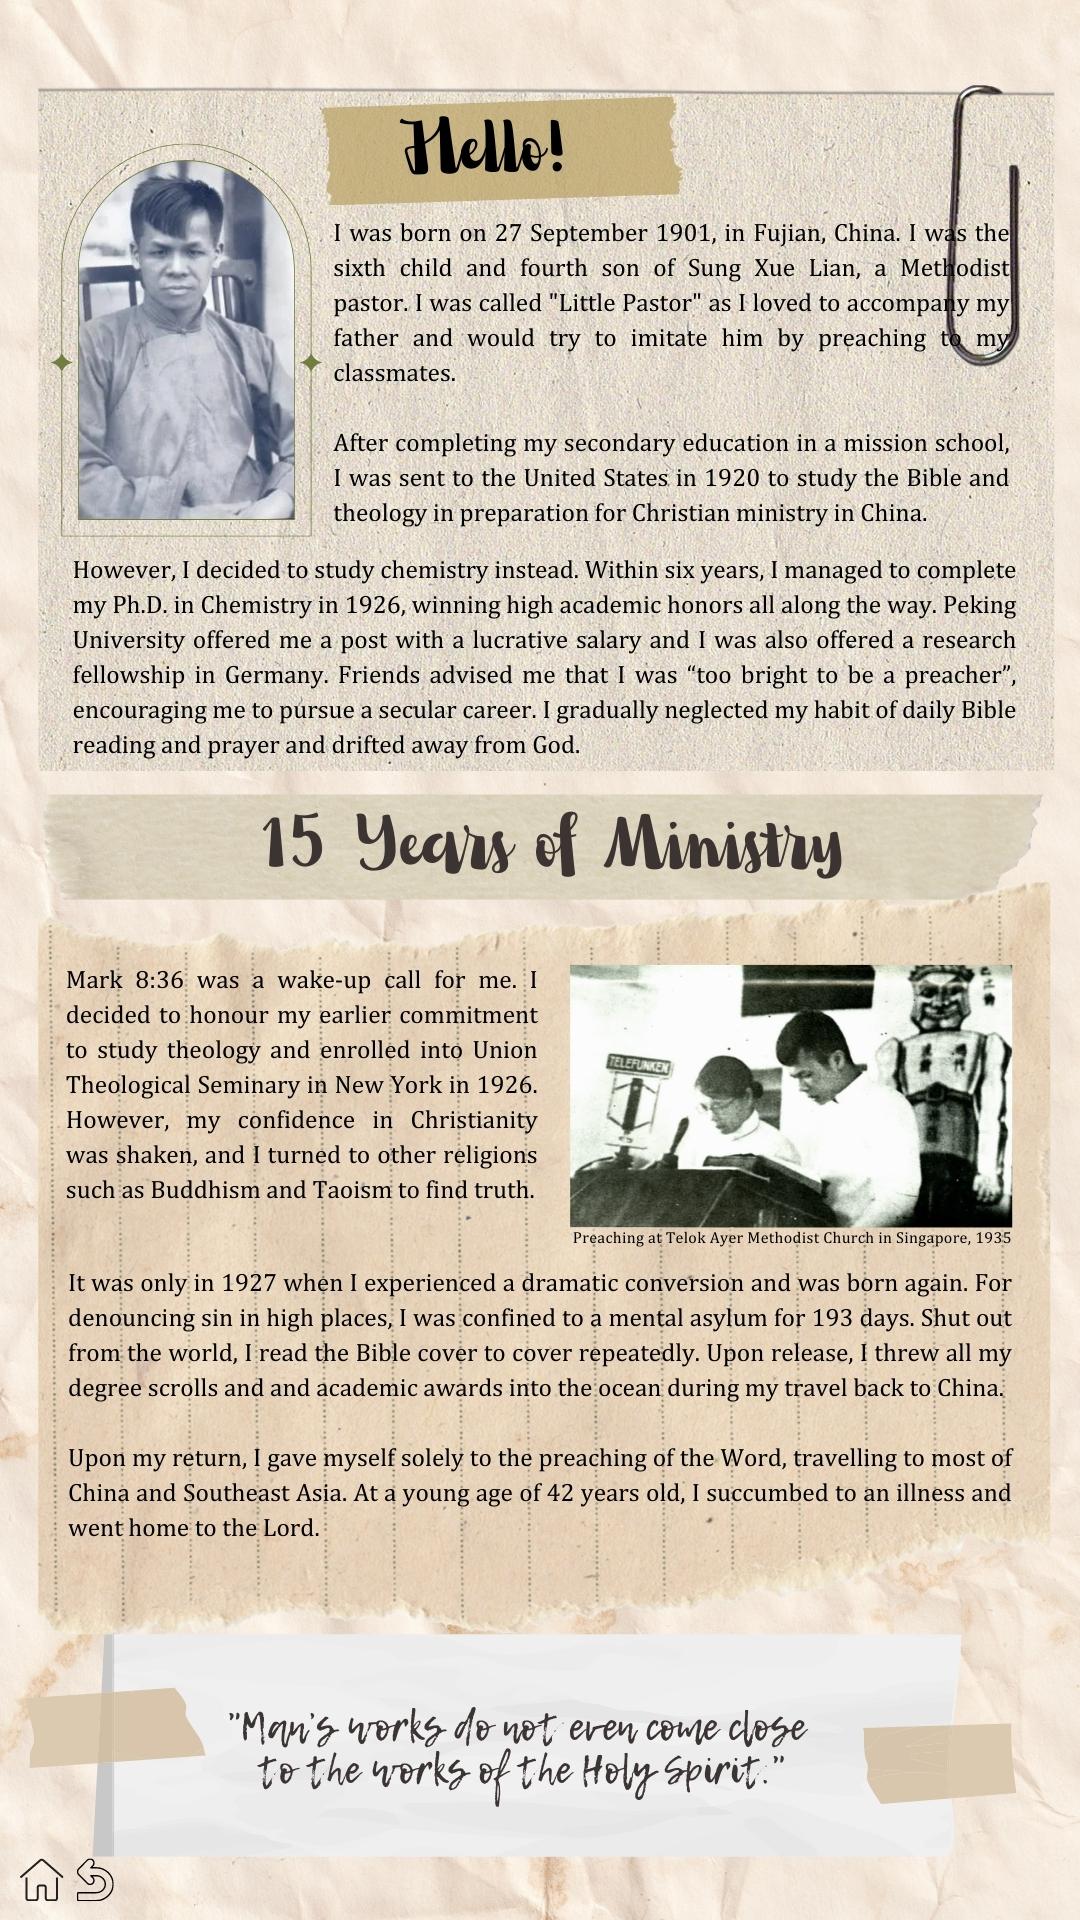 Hello!
I was born on 27 September 1901, in Fujian, China. I was the
sixth child and fourth son of Sung Xue Lian, a Methodist
pastor. I was called "Little Pastor" as I loved to accompany my
father and would try to imitate him by preaching to my
classmates.
After completing my secondary education in a mission school,
I was sent to the United States in 1920 to study the Bible and
theology in preparation for Christian ministry in China.
However, I decided to study chemistry instead. Within six years, I managed to complete
my Ph.D. in Chemistry in 1926, winning high academic honors all along the way. Peking
University offered me a post with a lucrative salary and I was also offered a research
fellowship in Germany. Friends advised me that I was “too bright to be a preacher”,
encouraging me to pursue a secular career. I gradually neglected my habit of daily Bible
reading and prayer and drifted away from God.
15 Years of Ministry
Mark 8:36 was a wake-up call for me. I
decided to honour my earlier commitment
to study theology and enrolled into Union
Theological Seminary in New York in 1926.
However, my confidence in Christianity
was shaken, and I turned to other religions
such as Buddhism and Taoism to find truth.
TELEFUNKEN
Preaching at Telok Ayer Methodist Church in Singapore, 1935
It was only in 1927 when I experienced a dramatic conversion and was born again. For
denouncing sin in high places, I was confined to a mental asylum for 193 days. Shut out
from the world, I read the Bible cover to cover repeatedly. Upon release, I threw all my
degree scrolls and and academic awards into the ocean during my travel back to China.
Upon my return, I gave myself solely to the preaching of the Word, travelling to most of
China and Southeast Asia. At a young age of 42 years old, I succumbed to an illness and
went home to the Lord.
"Man's works do not even come close
to the works of the Holy Spirit."